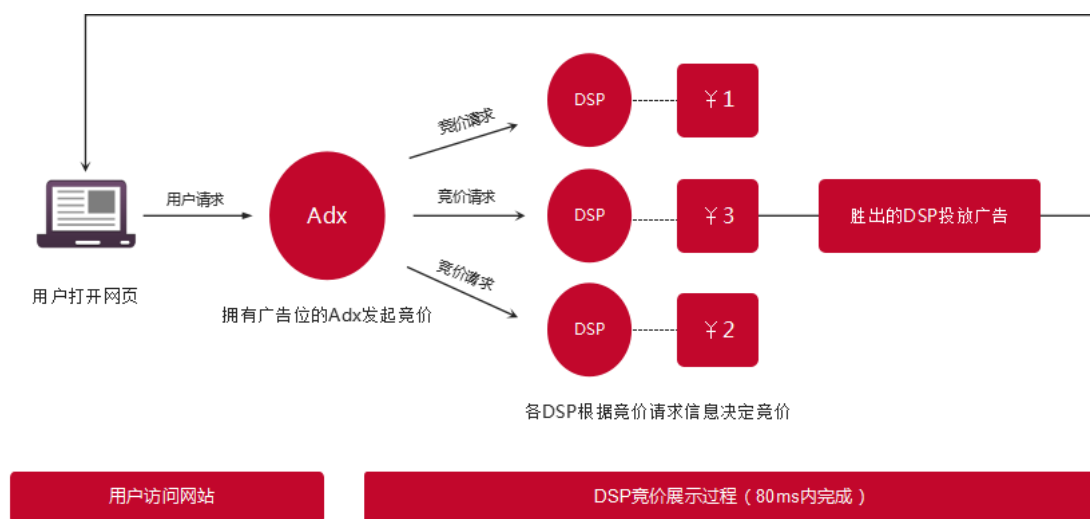 DSP
￥1
竞价请求
用户请求
Adx
竞价请求
DSP
￥3
胜出的DSP投放广告
用户打开网页
竞价请求
拥有广告位的Adx发起竞价
DSP
￥2
各DSP根据竞价请求信息决定竞价
用户访问网站
DSP竞价展示过程（80ms内完成）